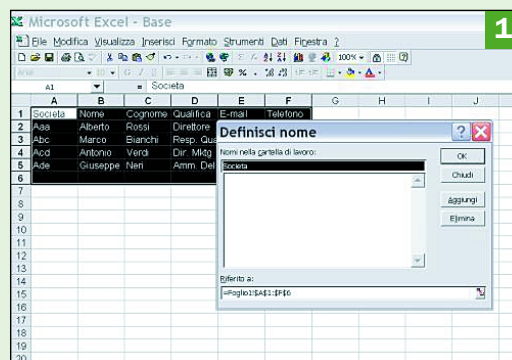 Microsoft Excel - Base
1
File Modifica Visualizza Inserisci Formato Strumenti Dati Finestra ?
100%
A1 = Societa
A B C D E F G H I J
1 Societa Nome Cognome Qualifica E-mail Telefono
2 Aaa Alberto Rossi Direttore
3 Abc Marco Bianchi Resp. Qua
4 Acd Antonio Verdi Dir. Mktg
5 Ade Giuseppe Neri Amm. Del
6
7
8
9
10
11
12
13
14
15
16
17
18
19
20
Definisci nome
Nomi nella cartella di lavoro:
Societa
OK
Chiudi
Aggiungi
Elimina
Riferito a:
=Foglio1!$A$1:$F$6